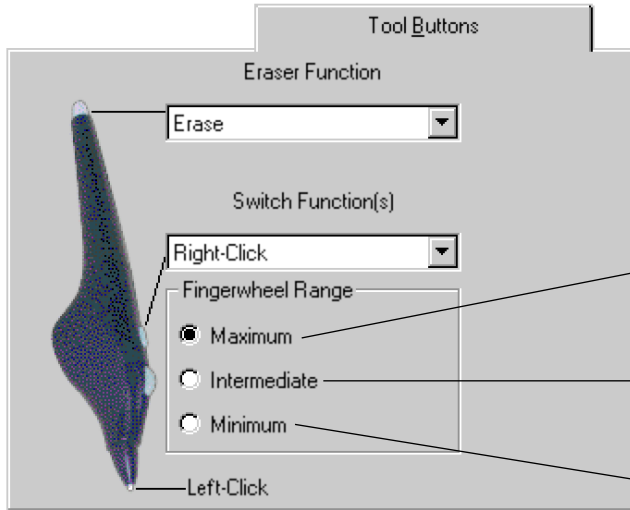 Tool Buttons
Eraser Function
Erase
Switch Function(s)
Right-Click
Fingerwheel Range
Maximum
Intermediate
Minimum
Left-Click